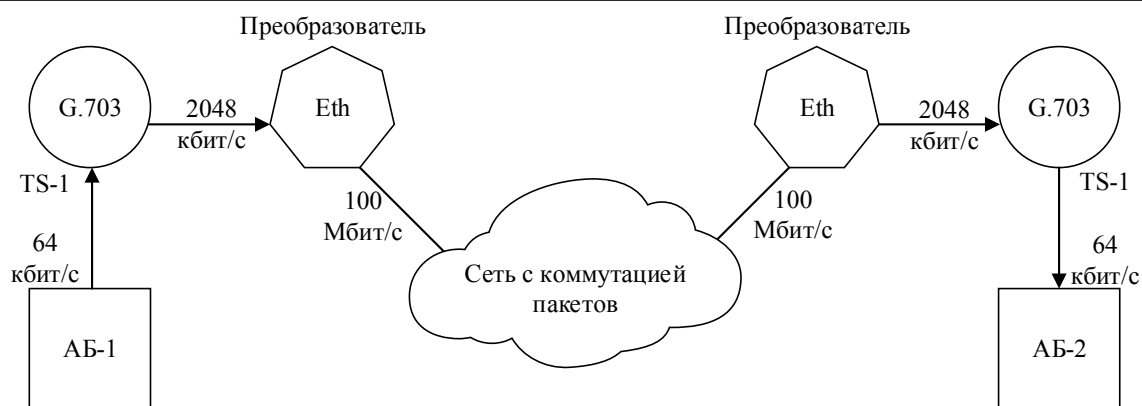 Преобразователь
Преобразователь
G.703
2048
кбит/с
Eth
Eth
2048
кбит/с
G.703
TS-1
TS-1
100
Мбит/с
100
Мбит/с
64
кбит/с
Сеть с коммутацией
пакетов
64
кбит/с
АБ-1
АБ-2